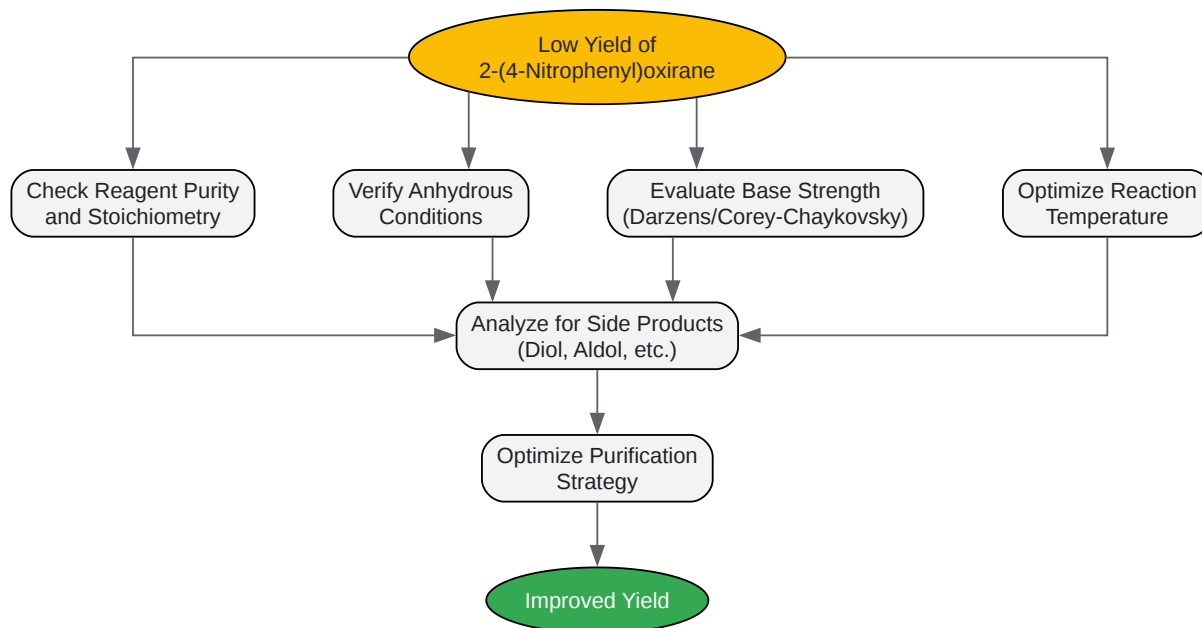 Low Yield of
2-(4-Nitrophenyl)oxirane
Check Reagent Purity
and Stoichiometry
Verify Anhydrous
Conditions
Evaluate Base Strength
(Darzens/Corey-Chaykovsky)
Optimize Reaction
Temperature
Analyze for Side Products
(Diol, Aldol, etc.)
Optimize Purification
Strategy
Improved Yield